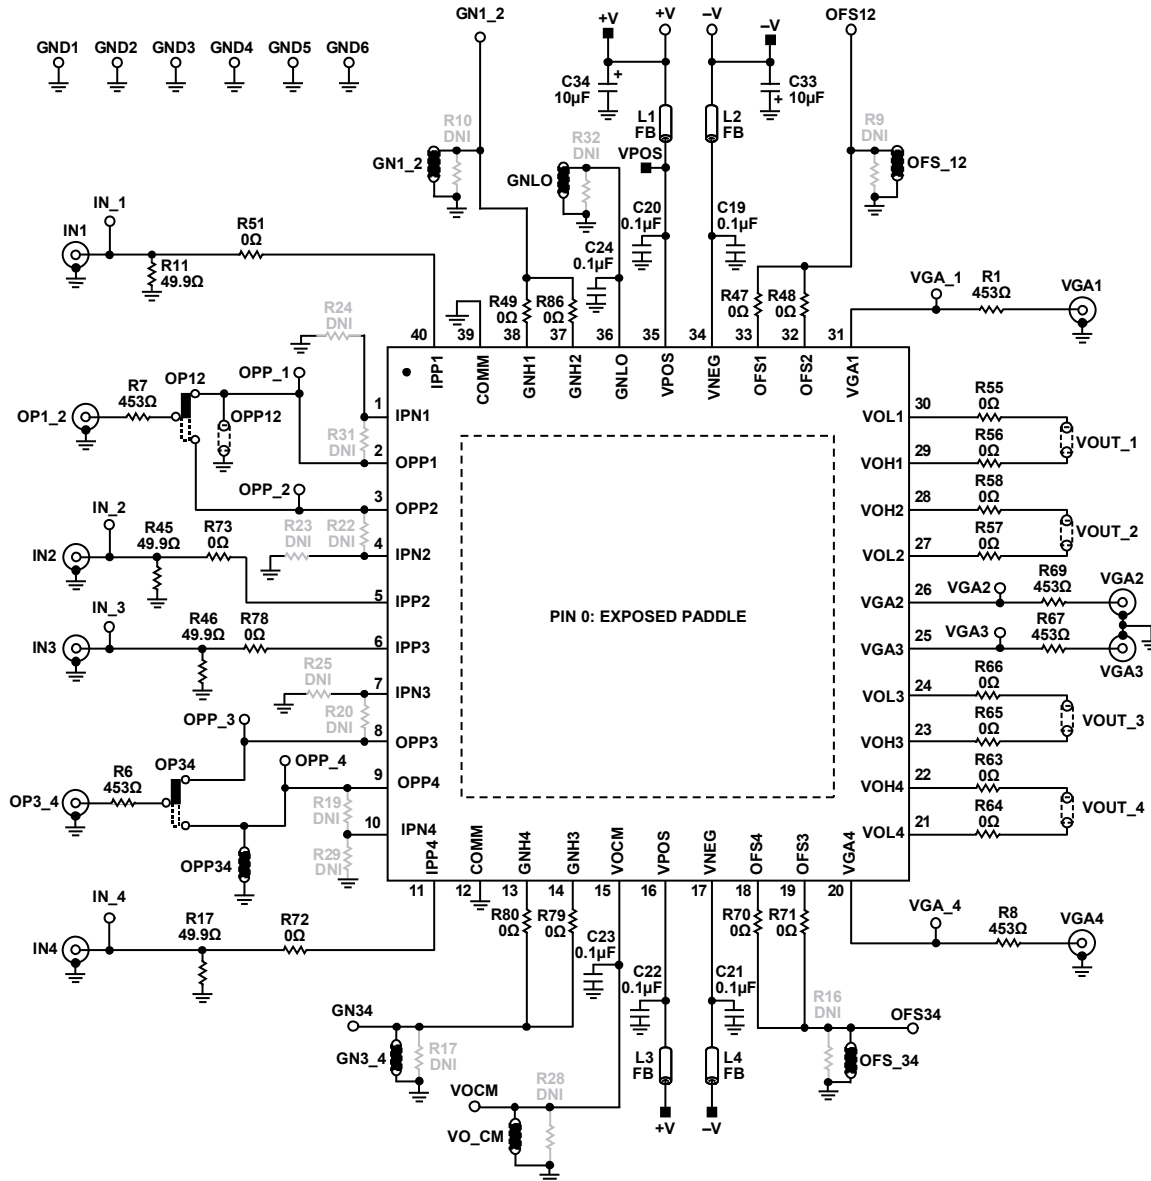 GN1_2
+V
+V
–V
–V
OFS12
GND1
GND2
GND3
GND4
GND5
GND6
C34
10µF
+
C33
10µF
+
L1
FB
L2
FB
R10
DNI
GN1_2
R32
DNI
GNLO
VPOS
R9
DNI
OFS_12
C20
0.1µF
C19
0.1µF
C24
0.1µF
IN_1
IN1
R51
0Ω
R11
49.9Ω
R49
0Ω
R86
0Ω
R47
0Ω
R48
0Ω
VGA_1
R1
453Ω
VGA1
R24
DNI
40
39
38
37
36
35
34
33
32
31
IPP1
COMM
GNH1
GNH2
GNLO
VPOS
VNEG
OFS1
OFS2
VGA1
OPP_1
OP12
R7
453Ω
OP1_2
OPP12
R31
DNI
1
IPN1
2
OPP1
3
OPP2
4
IPN2
5
IPP2
6
IPP3
7
IPN3
8
OPP3
9
OPP4
10
IPN4
OPP_2
IN_2
IN2
R45
49.9Ω
R73
0Ω
R23
DNI
R22
DNI
IN_3
IN3
R46
49.9Ω
R78
0Ω
R25
DNI
R20
DNI
OPP_3
OP34
OPP_4
R6
453Ω
OP3_4
R19
DNI
R29
DNI
OPP34
PIN 0: EXPOSED PADDLE
VOL1
30
R55
0Ω
VOUT_1
VOH1
29
R56
0Ω
VOH2
28
R58
0Ω
VOUT_2
VOL2
27
R57
0Ω
VGA2
26
VGA2
R69
453Ω
VGA2
VGA3
25
VGA3
R67
453Ω
VGA3
VOL3
24
R66
0Ω
VOUT_3
VOH3
23
R65
0Ω
VOH4
22
R63
0Ω
VOUT_4
VOL4
21
R64
0Ω
IPP4
COMM
GNH4
GNH3
VOCM
VPOS
VNEG
OFS4
OFS3
VGA4
11
12
13
14
15
16
17
18
19
20
IN_4
IN4
R17
49.9Ω
R72
0Ω
R80
0Ω
R79
0Ω
C23
0.1µF
C22
0.1µF
C21
0.1µF
R70
0Ω
R71
0Ω
VGA_4
R8
453Ω
VGA4
GN34
GN3_4
R17
DNI
R16
DNI
OFS34
OFS_34
L3
FB
L4
FB
VOCM
R28
DNI
VO_CM
+V
–V